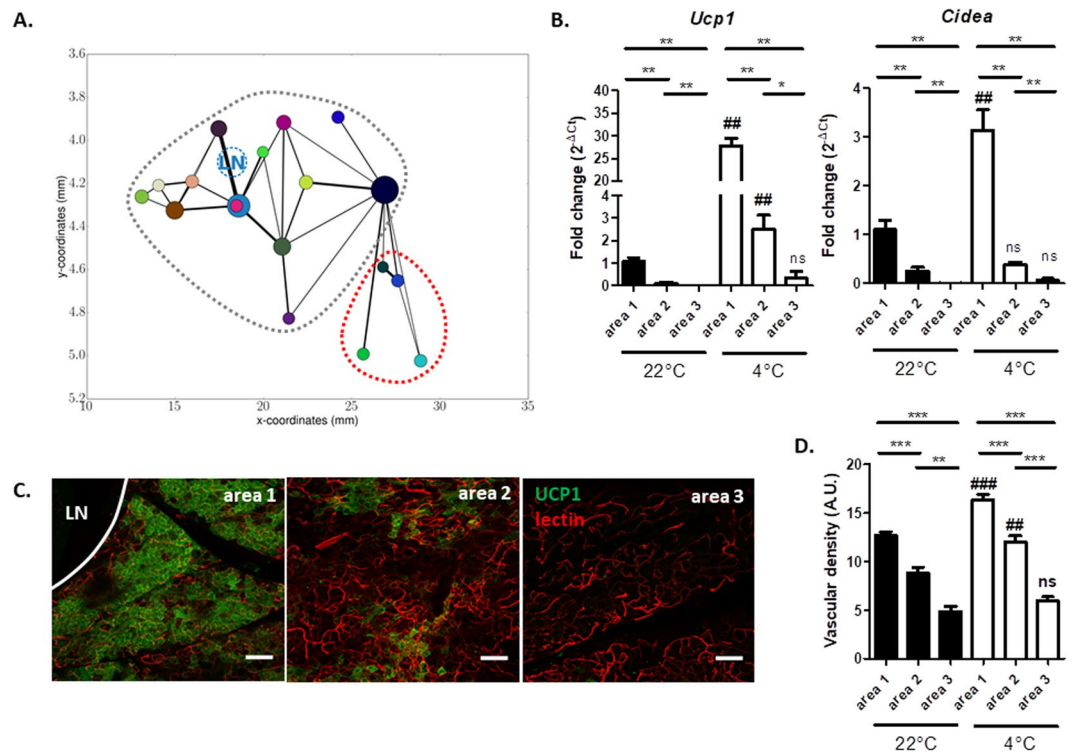 A.
3.6
3.8
4.0
4.2
4.4
4.6
4.8
5.0
5.2
y-coordinates (mm)
LN
10 15 20 25 30 35
x-coordinates (mm)
B.
Ucp1
** **
** ** ** *
Fold change (2^-ΔCt)
40
35
30
25
20
4
2
1
0
## ## ns
area 1 area 2 area 3 area 1 area 2 area 3
22°C 4°C
Cidea
** **
** ** ** **
Fold change (2^-ΔCt)
4
3
2
1
0
## ns ns
area 1 area 2 area 3 area 1 area 2 area 3
22°C 4°C
C.
LN
area 1
area 2
UCP1
lectin
area 3
D.
*** ***
*** ** *** ***
Vascular density (A.U.)
20
15
10
5
0
### ## ns
area 1 area 2 area 3 area 1 area 2 area 3
22°C 4°C